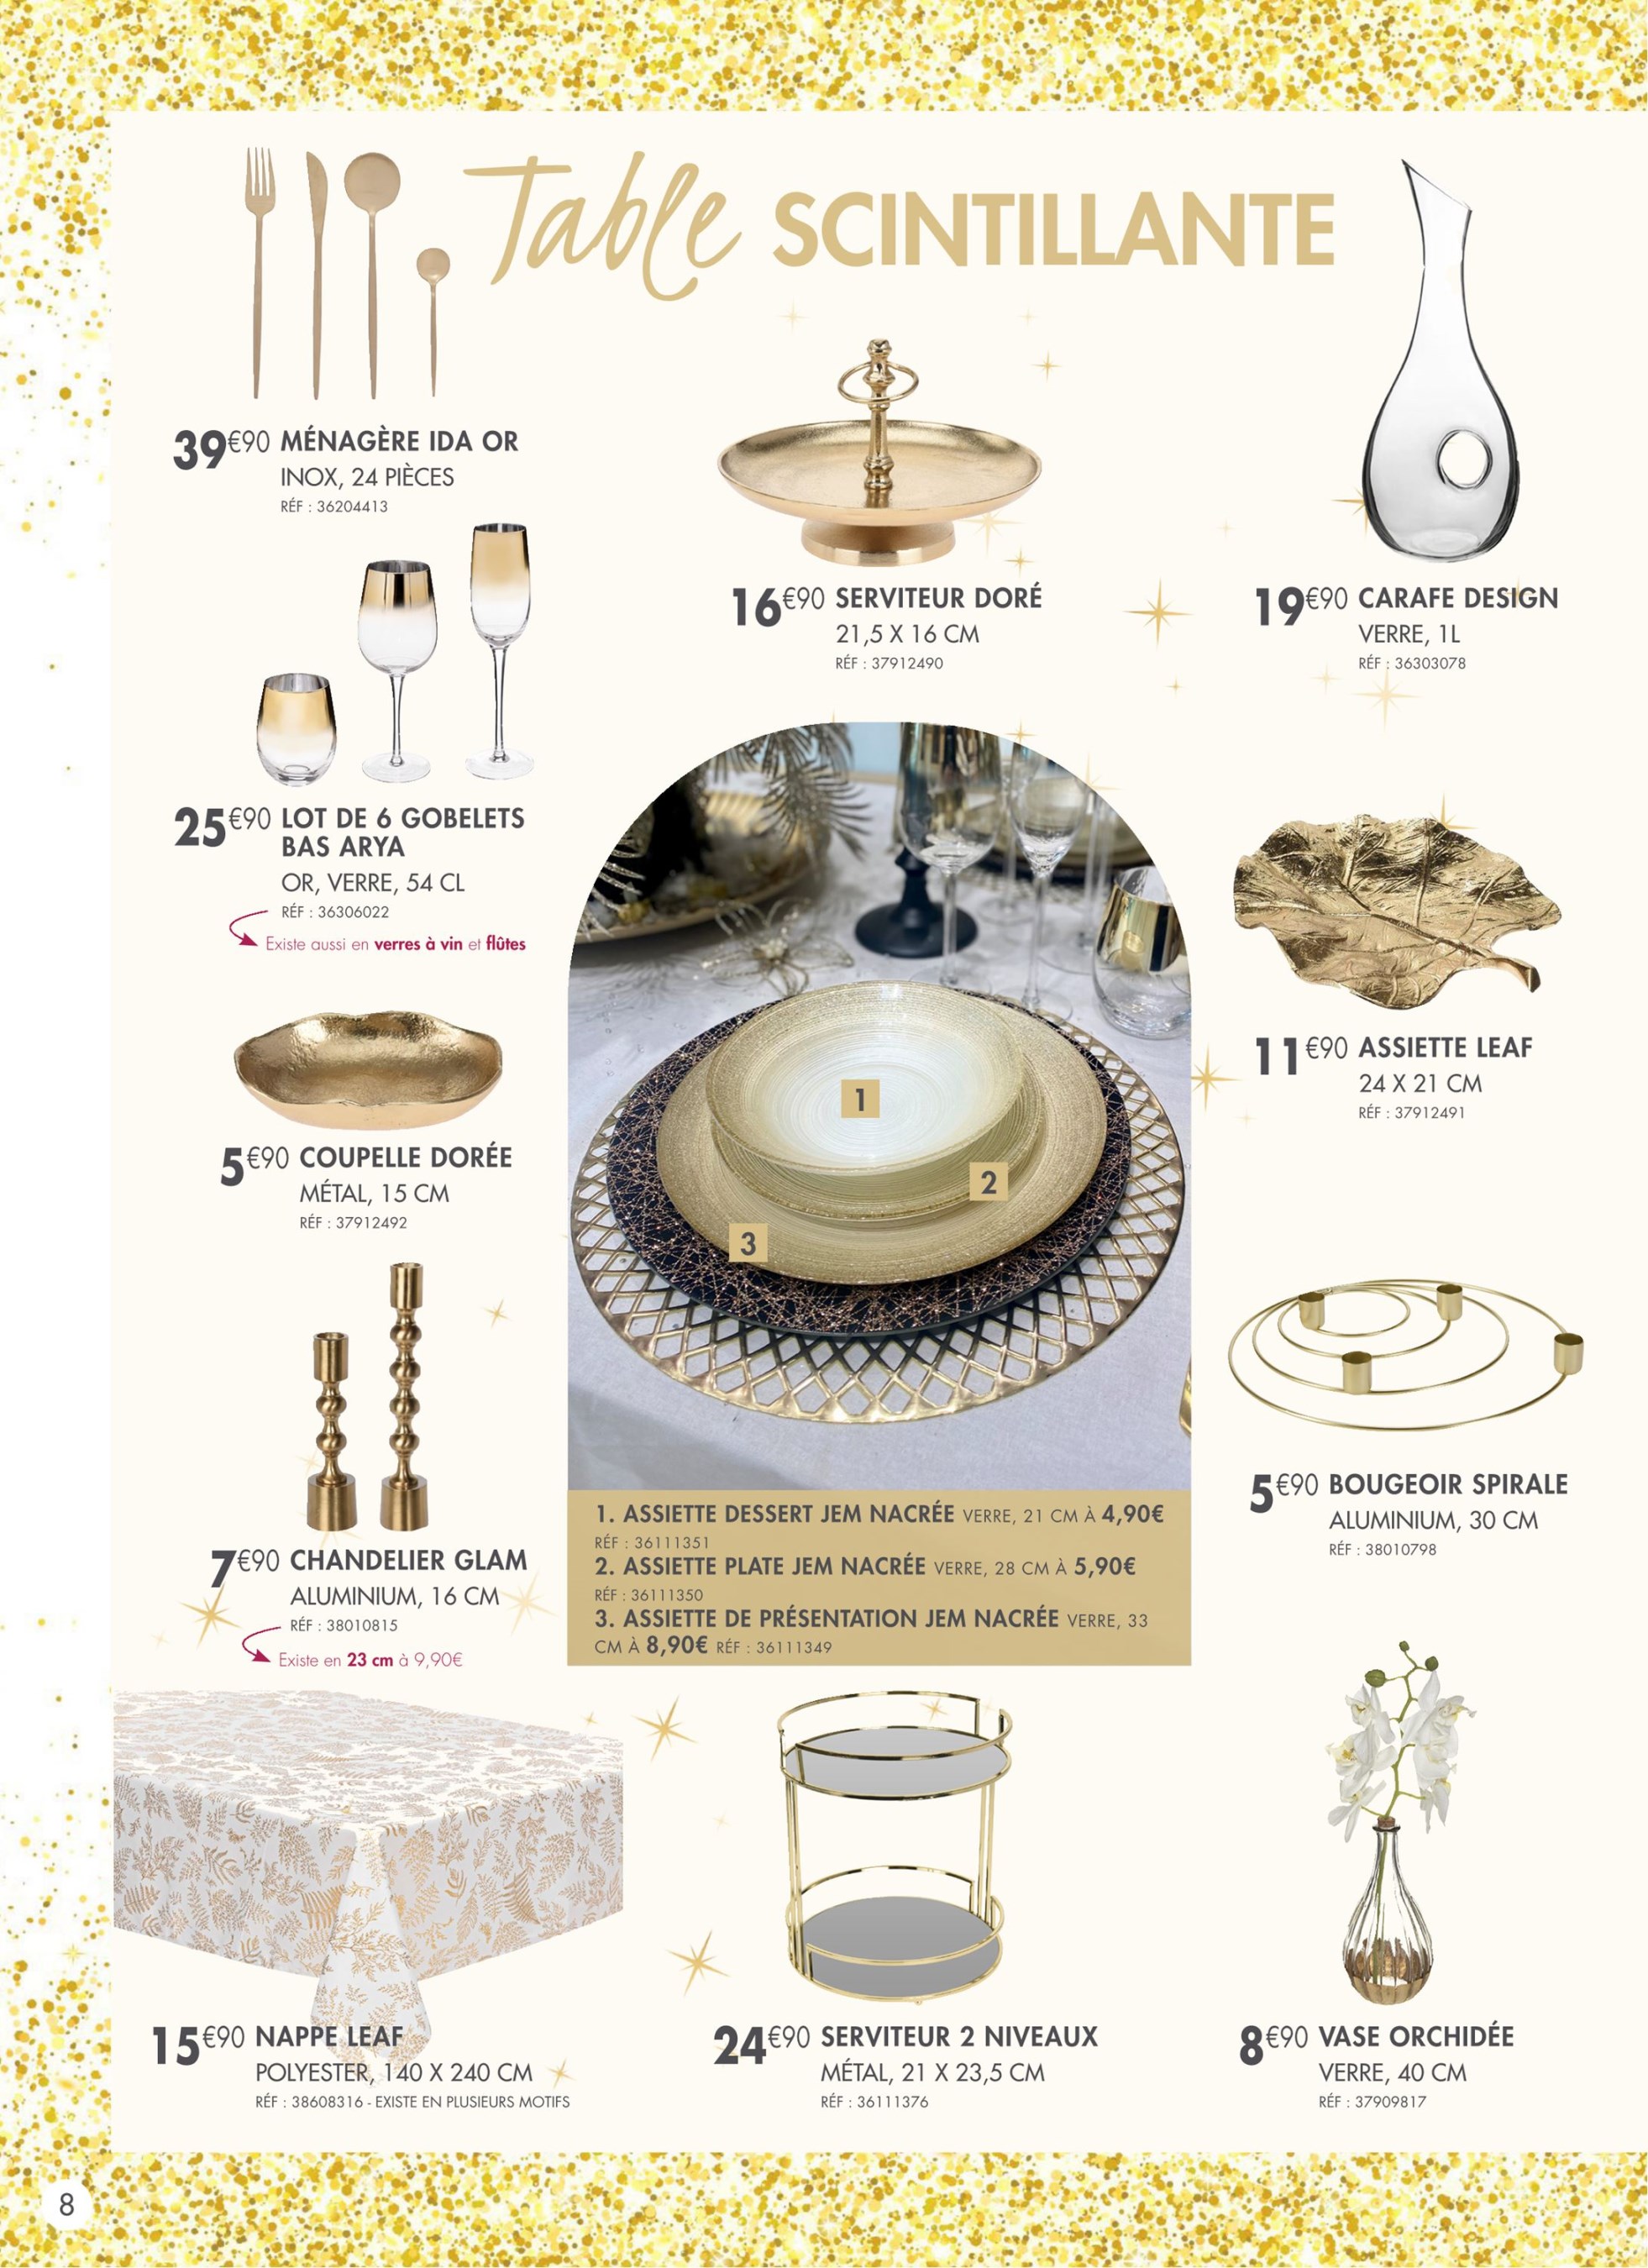 Table SCINTILLANTE
39€90 MÉNAGÈRE IDA OR
INOX, 24 PIÈCES
RÉF : 36204413
16€90 SERVITEUR DORÉ
21,5 X 16 CM
RÉF : 37912490
19€90 CARAFE DESIGN
VERRE, 1L
RÉF : 36303078
25€90 LOT DE 6 GOBELETS
BAS ARYA
OR, VERRE, 54 CL
RÉF : 36306022
Existe aussi en verres à vin et flûtes
11€90 ASSIETTE LEAF
24 X 21 CM
RÉF : 37912491
5€90 COUPELLE DORÉE
MÉTAL, 15 CM
RÉF : 37912492
1
2
3
1. ASSIETTE DESSERT JEM NACRÉE VERRE, 21 CM À 4,90€
RÉF : 36111351
2. ASSIETTE PLATE JEM NACRÉE VERRE, 28 CM À 5,90€
RÉF : 36111350
3. ASSIETTE DE PRÉSENTATION JEM NACRÉE VERRE, 33
CM À 8,90€ RÉF : 36111349
5€90 BOUGEOIR SPIRALE
ALUMINIUM, 30 CM
RÉF : 38010798
7€90 CHANDELIER GLAM
ALUMINIUM, 16 CM
RÉF : 38010815
Existe en 23 cm à 9,90€
15€90 NAPPE LEAF
POLYESTER, 140 X 240 CM
RÉF : 38608316 - EXISTE EN PLUSIEURS MOTIFS
24€90 SERVITEUR 2 NIVEAUX
MÉTAL, 21 X 23,5 CM
RÉF : 36111376
8€90 VASE ORCHIDÉE
VERRE, 40 CM
RÉF : 37909817
8